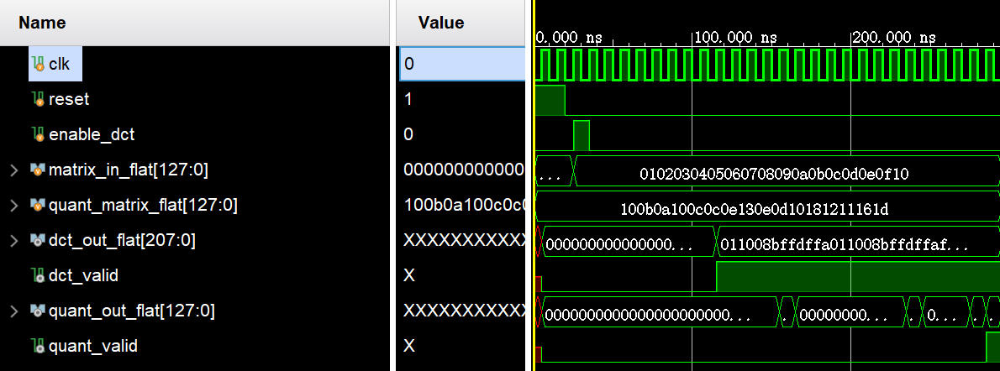 Name Value
0.000 ns 100.000 ns 200.000 ns
clk 0
reset 1
enable_dct 0
matrix_in_flat[127:0] 000000000000 ... 0102030405060708090a0b0c0d0e0f10
quant_matrix_flat[127:0] 100b0a100c0c0 100b0a100c0c0e130e0d10181211161d
dct_out_flat[207:0] XXXXXXXXXXX 000000000000000... 011008bffdffa011008bffdffaf...
dct_valid X
quant_out_flat[127:0] XXXXXXXXXXX 0000000000000000000000... . 00000000... . 0... . .
quant_valid X